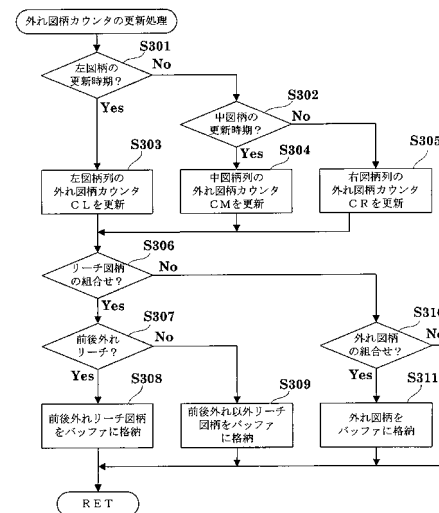 外れ図柄カウンタの更新処理
S301
左図柄の
更新時期？
No
Yes
S302
中図柄の
更新時期？
No
Yes
S303
左図柄列の
外れ図柄カウンタ
ＣＬを更新
S304
中図柄列の
外れ図柄カウンタ
ＣＭを更新
S305
右図柄列の
外れ図柄カウンタ
ＣＲを更新
S306
リーチ図柄
の組合せ？
No
Yes
S307
前後外れ
リーチ？
No
Yes
S310
外れ図柄
の組合せ？
No
Yes
S308
前後外れリーチ図柄
をバッファに格納
S309
前後外れ以外リーチ
図柄をバッファ
に格納
S311
外れ図柄を
バッファに格納
ＲＥＴ